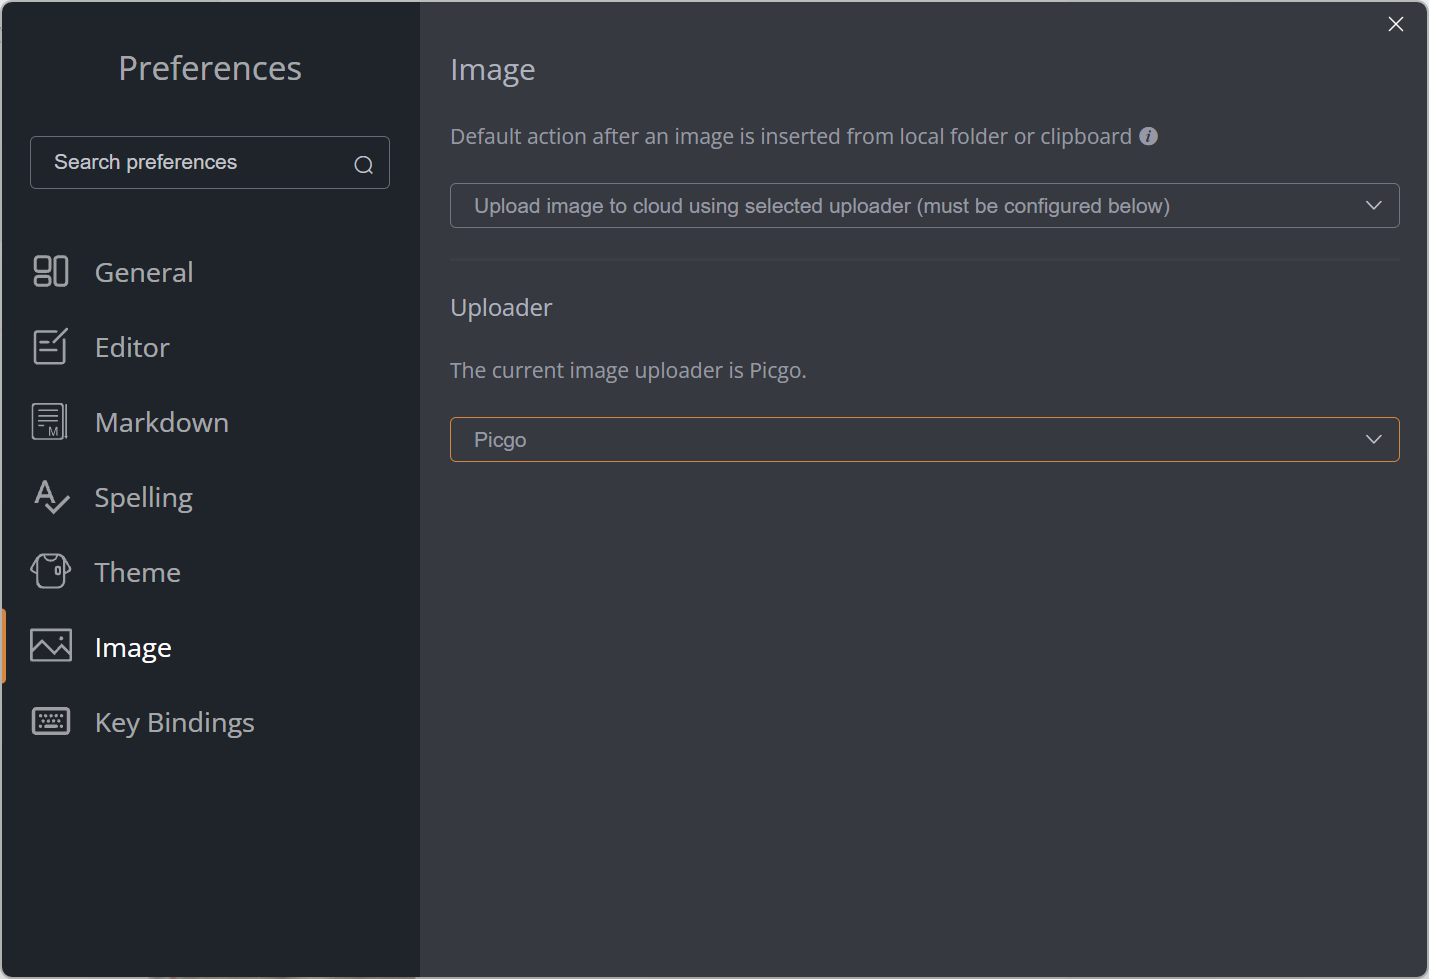 Preferences
Search preferences
General
Editor
Markdown
Spelling
Theme
Image
Key Bindings
Image
Default action after an image is inserted from local folder or clipboard
Upload image to cloud using selected uploader (must be configured below)
Uploader
The current image uploader is Picgo.
Picgo